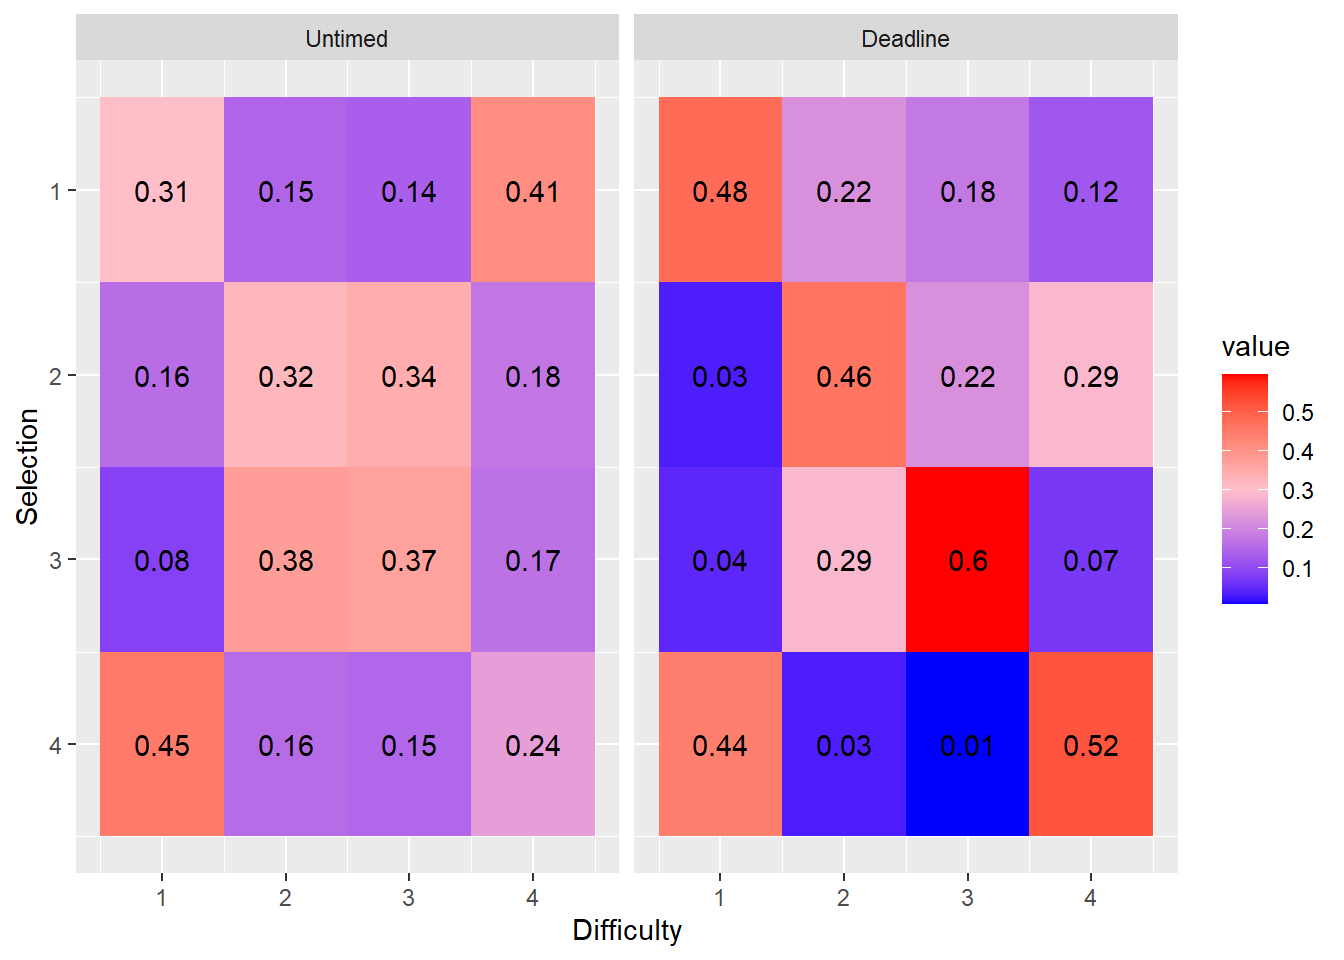 Untimed Deadline
1 0.31 0.15 0.14 0.41 0.48 0.22 0.18 0.12
2 0.16 0.32 0.34 0.18 0.03 0.46 0.22 0.29
3 0.08 0.38 0.37 0.17 0.04 0.29 0.6 0.07
4 0.45 0.16 0.15 0.24 0.44 0.03 0.01 0.52
1 2 3 4 1 2 3 4
Difficulty
Selection
value
0.5
0.4
0.3
0.2
0.1